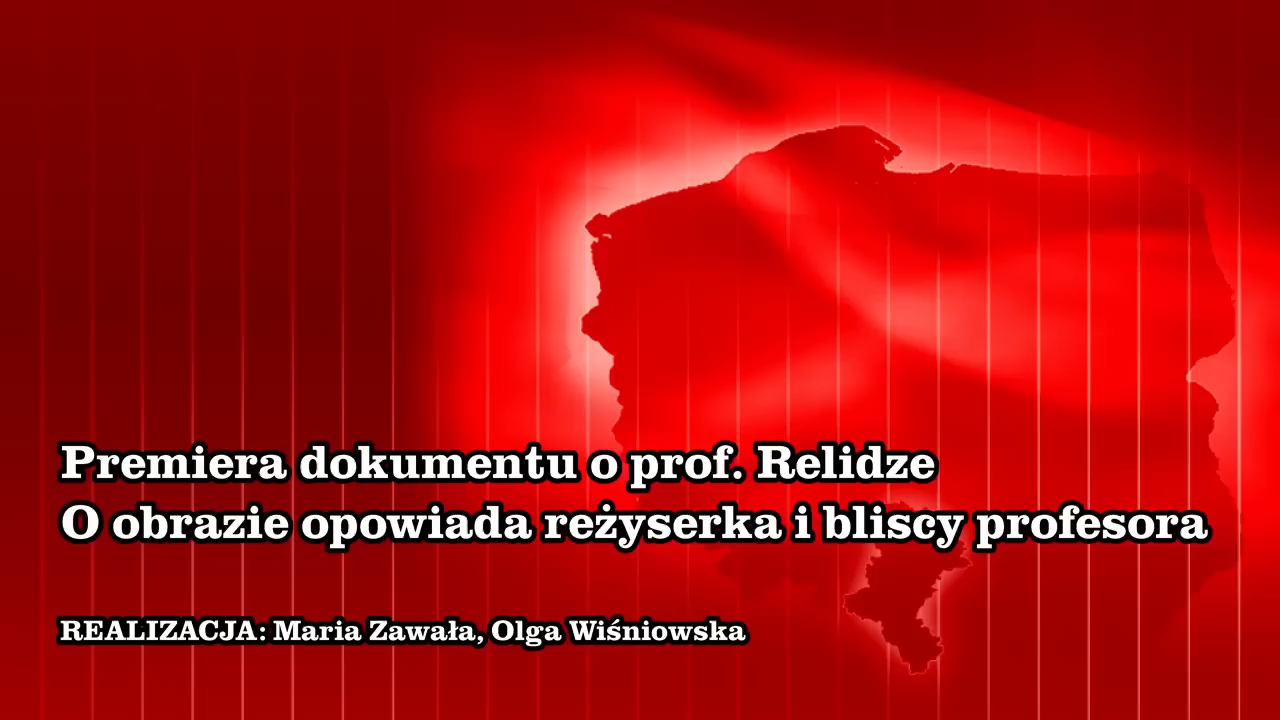 Premiera dokumentu o prof. Relidze
O obrazie opowiada reżyserka i bliscy profesora
REALIZACJA: Maria Zawała, Olga Wiśniowska